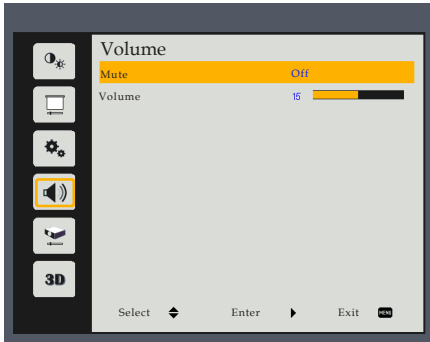 Volume
Mute Off
Volume 15
3D
Select Enter Exit MENU